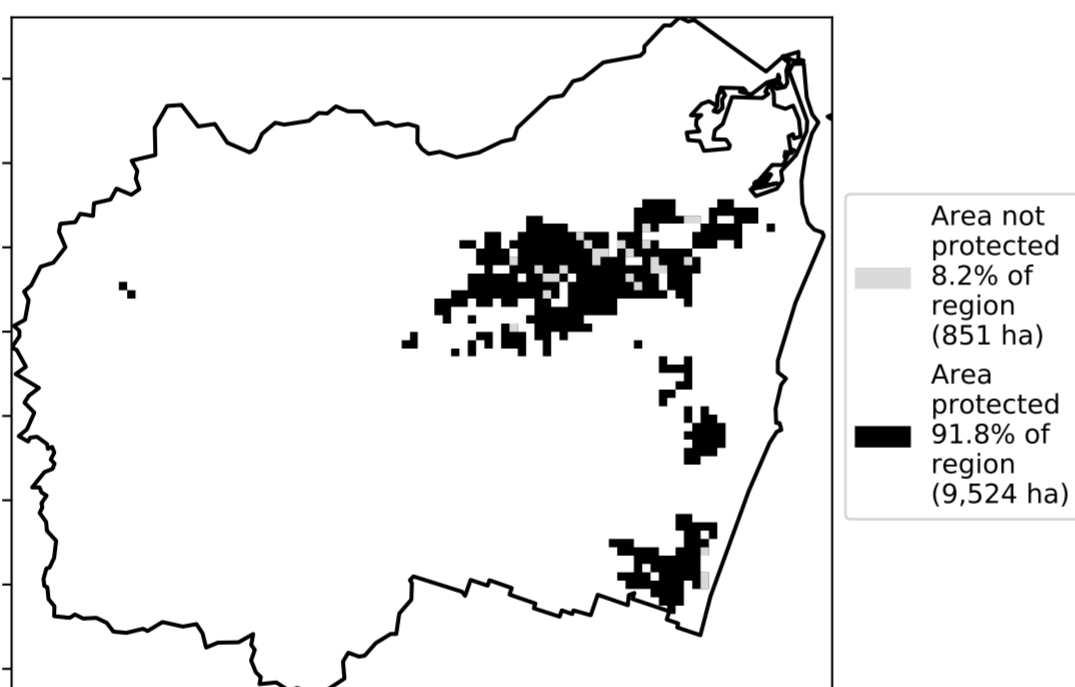 Area not
protected
8.2% of
region
(851 ha)
Area
protected
91.8% of
region
(9,524 ha)